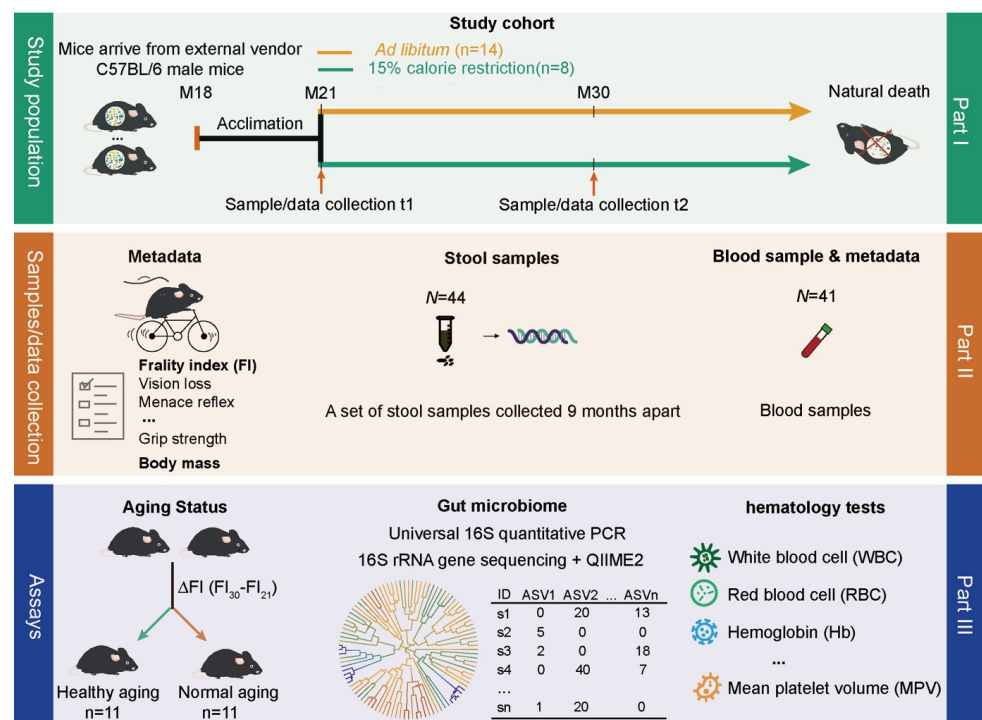 Study population
Study cohort
Mice arrive from external vendor
C57BL/6 male mice
Ad libitum (n=14)
15% calorie restriction(n=8)
M18
M21
M30
Acclimation
Natural death
Sample/data collection t1
Sample/data collection t2
Part I
Samples/data collection
Metadata
Frality index (FI)
Vision loss
Menace reflex
...
Grip strength
Body mass
Stool samples
N=44
A set of stool samples collected 9 months apart
Blood sample & metadata
N=41
Blood samples
Part II
Assays
Aging Status
ΔFI (FI30-FI21)
Healthy aging
n=11
Normal aging
n=11
Gut microbiome
Universal 16S quantitative PCR
16S rRNA gene sequencing + QIIME2
ID ASV1 ASV2 ... ASVn
s1 0 20 13
s2 5 0 0
s3 2 0 18
s4 0 40 7
...
sn 1 20 0
hematology tests
White blood cell (WBC)
Red blood cell (RBC)
Hemoglobin (Hb)
...
Mean platelet volume (MPV)
Part III